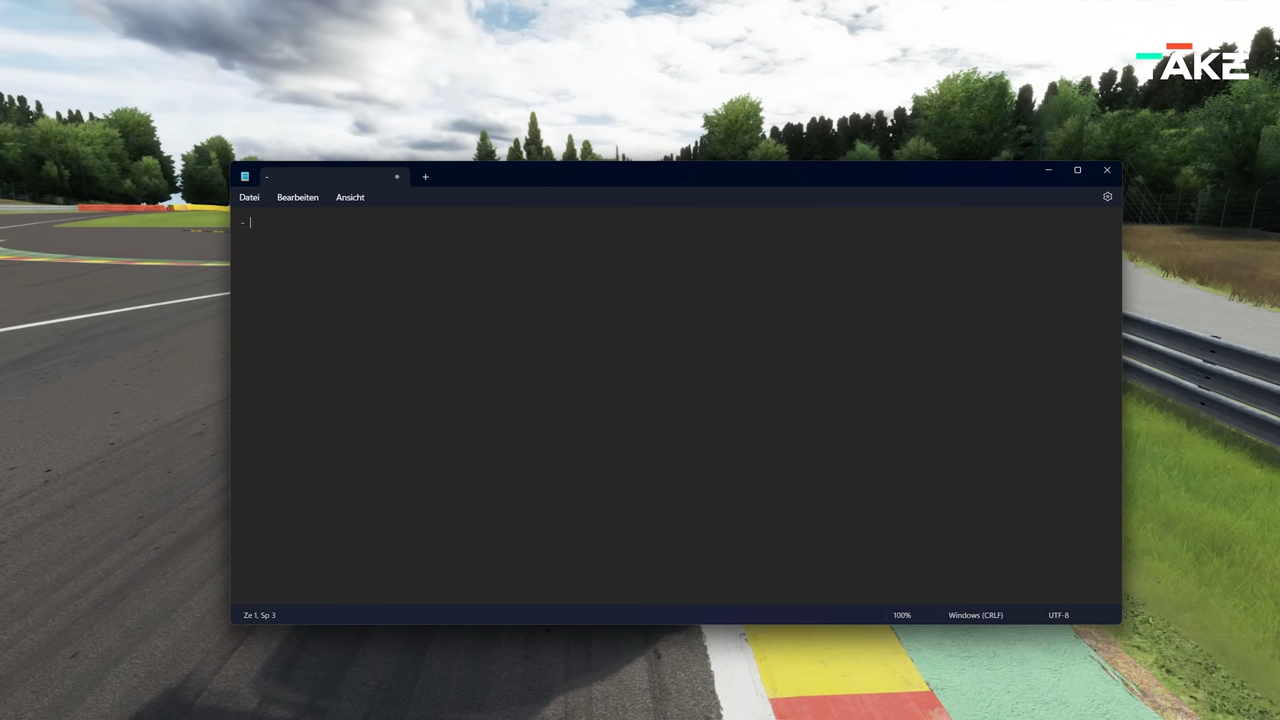 TAKE
-
Datei Bearbeiten Ansicht
-
Ze 1, Sp 3 100% Windows (CRLF) UTF-8